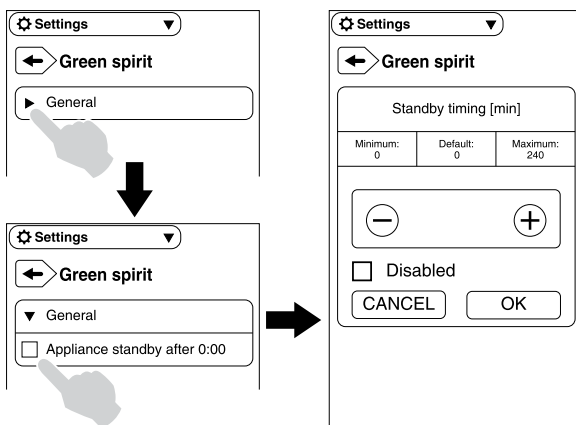 Settings
Green spirit
General
Settings
Green spirit
General
Appliance standby after 0:00
Settings
Green spirit
Standby timing [min]
Minimum: Default: Maximum:
0 0 240
Disabled
CANCEL OK